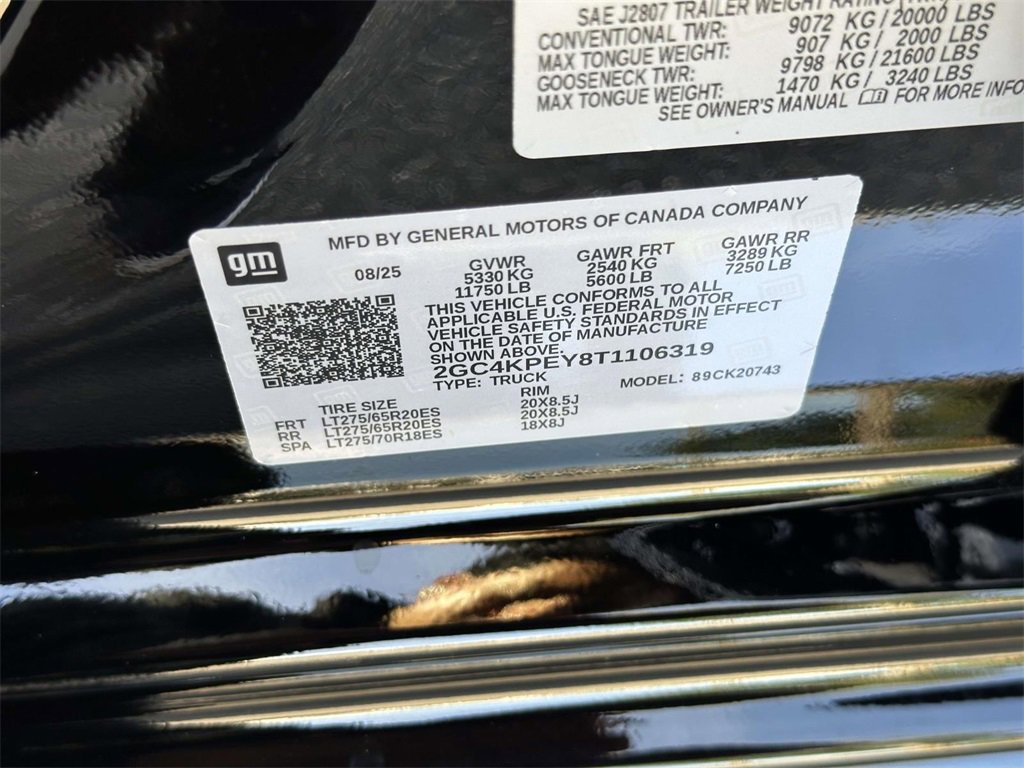 SAE J2807 TRAILER WEIGHT RATING
CONVENTIONAL TWR: 9072 KG/20000 LBS
MAX TONGUE WEIGHT: 907 KG/ 2000 LBS
GOOSENECK TWR: 9798 KG/21600 LBS
MAX TONGUE WEIGHT: 1470 KG/ 3240 LBS
SEE OWNER'S MANUAL FOR MORE INFO
gm
MFD BY GENERAL MOTORS OF CANADA COMPANY
08/25 GVWR GAWR FRT GAWR RR
5330 KG 2540 KG 3289 KG
11750 LB 5600 LB 7250 LB
THIS VEHICLE CONFORMS TO ALL
APPLICABLE U.S. FEDERAL MOTOR
VEHICLE SAFETY STANDARDS IN EFFECT
ON THE DATE OF MANUFACTURE
SHOWN ABOVE.
2GC4KPEY8T1106319
TYPE: TRUCK MODEL: 89CK20743
TIRE SIZE RIM
FRT LT275/65R20ES 20X8.5J
RR LT275/65R20ES 20X8.5J
SPA LT275/70R18ES 18X8J